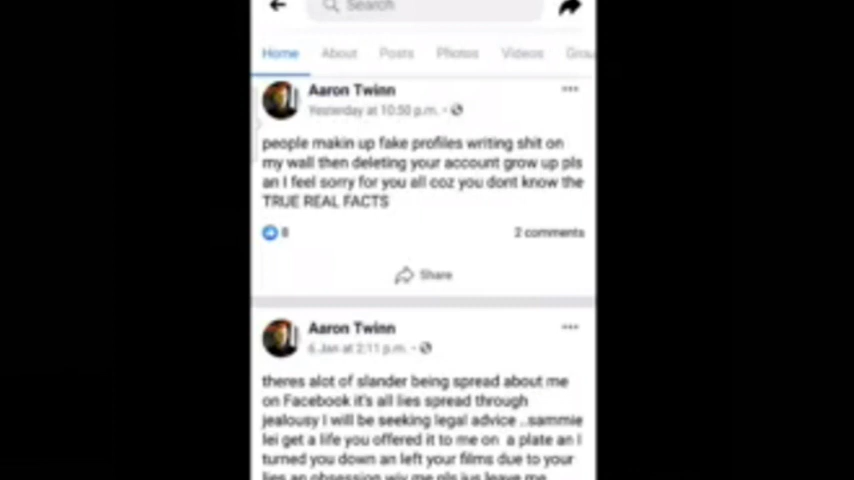 Search
Home About Posts Photos Videos Grou
Aaron Twinn
Yesterday at 10:50 p.m.
people makin up fake profiles writing shit on
my wall then deleting your account grow up pls
an I feel sorry for you all coz you dont know the
TRUE REAL FACTS
8 2 comments
Share
Aaron Twinn
6 Jan at 2:11 p.m.
theres alot of slander being spread about me
on Facebook it's all lies spread through
jealousy I will be seeking legal advice ..sammie
lei get a life you offered it to me on a plate an I
turned you down an left your films due to your
lies an obsession wiv me pls jus leave me